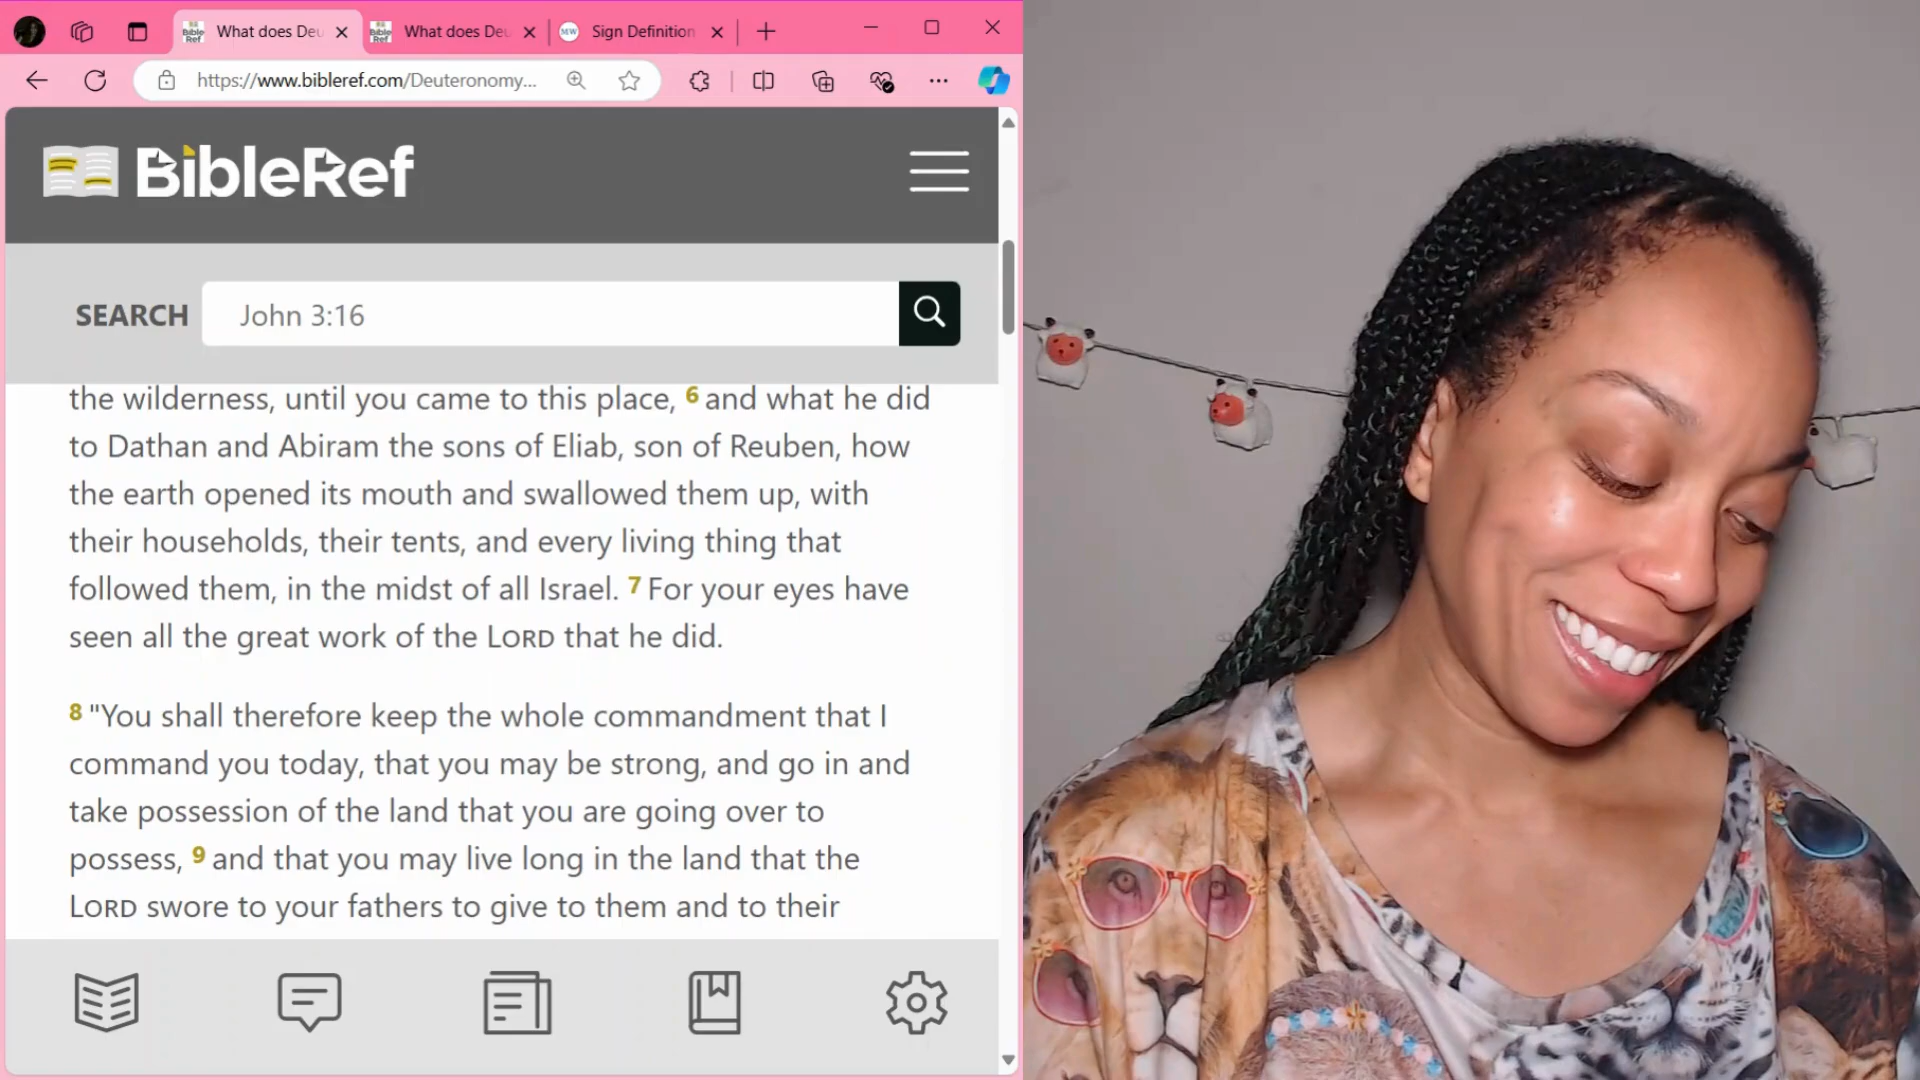 What does Deu
What does Deu
MW
Sign Definition
https://www.bibleref.com/Deuteronomy...
BibleRef
SEARCH
John 3:16
the wilderness, until you came to this place, 6 and what he did
to Dathan and Abiram the sons of Eliab, son of Reuben, how
the earth opened its mouth and swallowed them up, with
their households, their tents, and every living thing that
followed them, in the midst of all Israel. 7 For your eyes have
seen all the great work of the LORD that he did.
8 "You shall therefore keep the whole commandment that I
command you today, that you may be strong, and go in and
take possession of the land that you are going over to
possess, 9 and that you may live long in the land that the
LORD swore to your fathers to give to them and to their